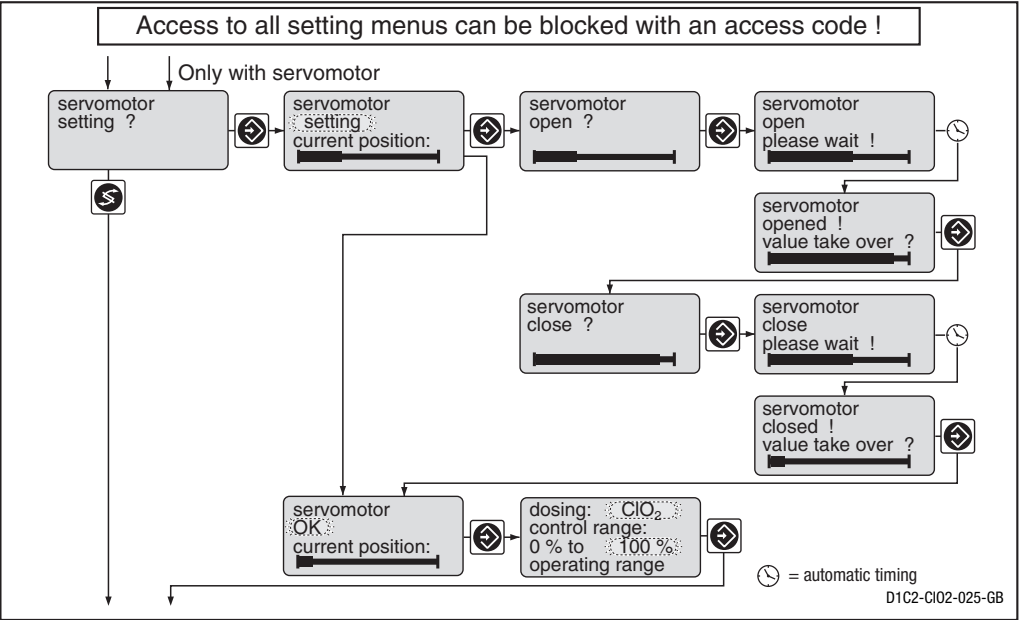 Access to all setting menus can be blocked with an access code !
Only with servomotor
servomotor
setting ?
servomotor
setting
current position:
servomotor
open ?
servomotor
open
please wait !
servomotor
opened !
value take over ?
servomotor
close ?
servomotor
close
please wait !
servomotor
closed !
value take over ?
servomotor
OK
current position:
dosing: ClO₂
control range:
0 % to 100 %
operating range
= automatic timing
D1C2-ClO2-025-GB